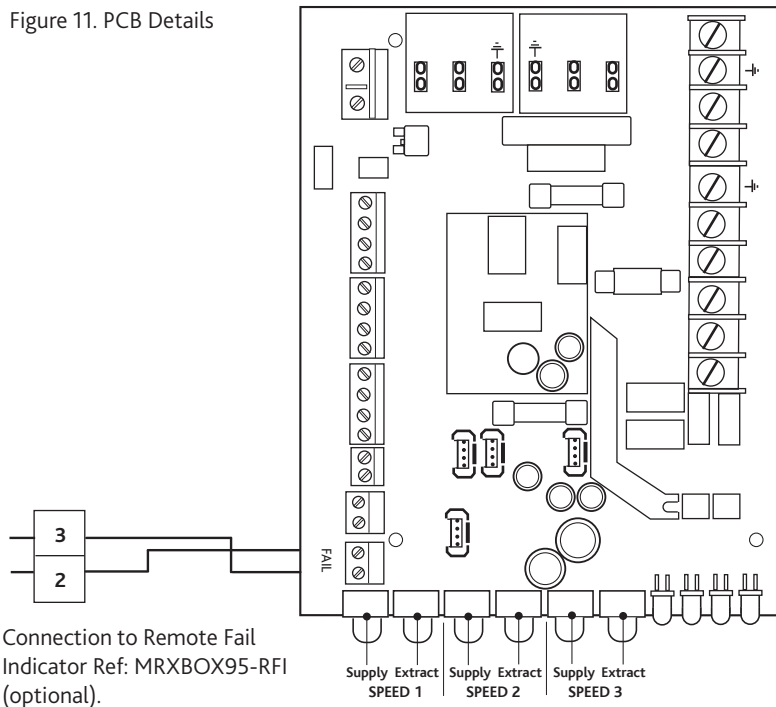 Figure 11. PCB Details
3
2
FAIL
Connection to Remote Fail
Indicator Ref: MRXBOX95-RFI
(optional).
Supply Extract Supply Extract Supply Extract
SPEED 1 SPEED 2 SPEED 3